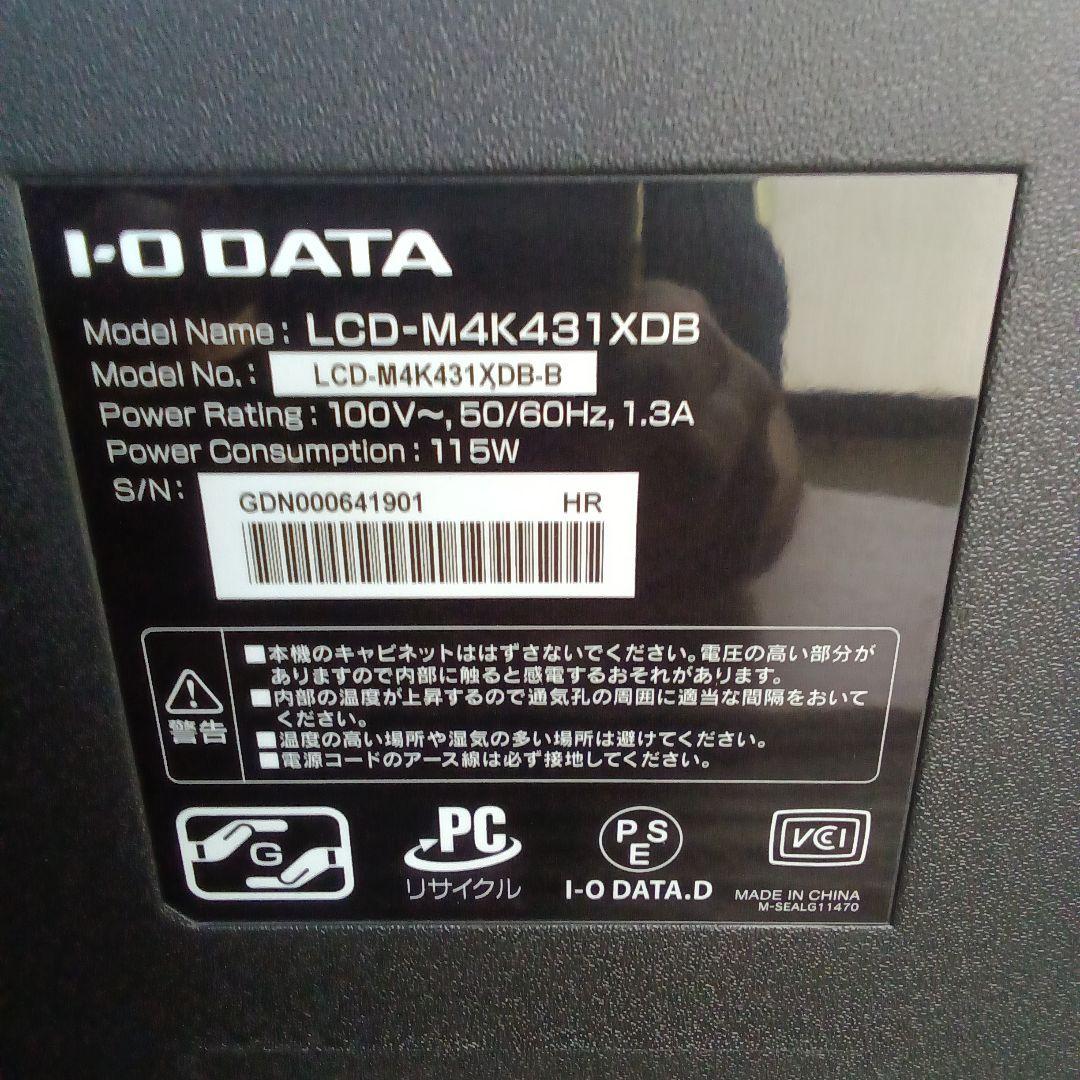 I-O DATA
Model Name: LCD-M4K431XDB
Model No.: LCD-M4K431XDB-B
Power Rating: 100V～, 50/60Hz, 1.3A
Power Consumption: 115W
S/N: GDN000641901 HR
警告
■本機のキャビネットははずさないでください。電圧の高い部分が
ありますので内部に触ると感電するおそれがあります。
■内部の温度が上昇するので通気孔の周囲に適当な間隔をおいて
ください。
■温度の高い場所や湿気の多い場所は避けてください。
■電源コードのアース線は必ず接地してください。
G
PC
リサイクル
PSE
I-O DATA.D
VCCI
MADE IN CHINA
M-SEALG11470